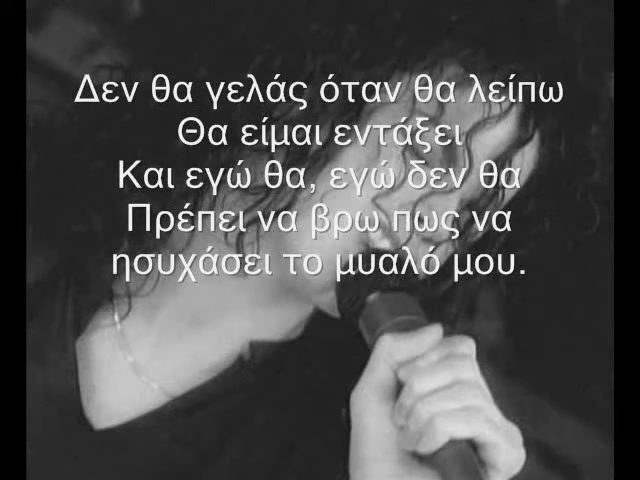 Δεν θα γελάς όταν θα λείπω
Θα είμαι εντάξει
Και εγώ θα, εγώ δεν θα
Πρέπει να βρω πως να
ησυχάσει το μυαλό μου.